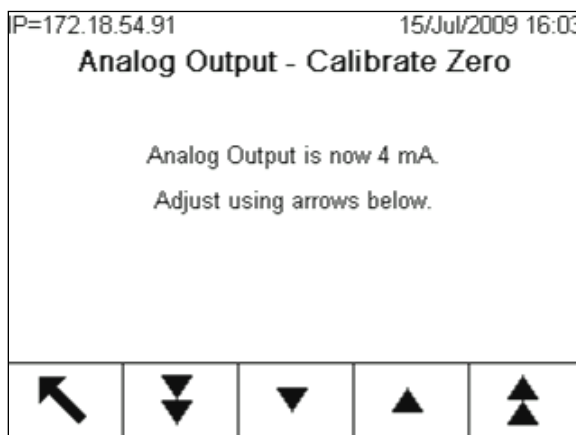 IP=172.18.54.91 15/Jul/2009 16:03
Analog Output - Calibrate Zero
Analog Output is now 4 mA.
Adjust using arrows below.